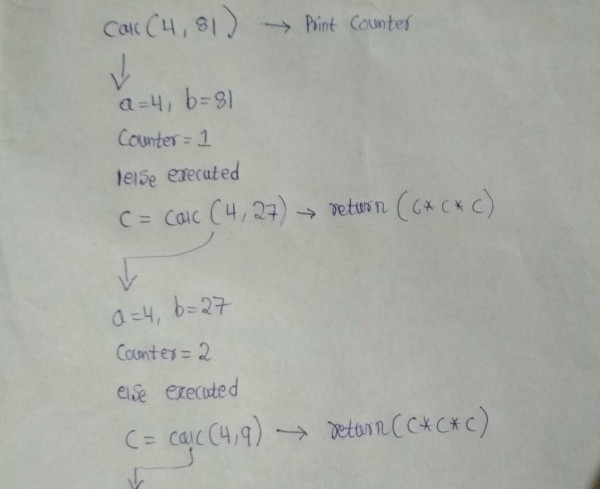 calc(4, 81) → Print Counter
a=4, b=81
Counter = 1
else executed
C = calc (4, 27) → return (C* C * C)
a=4, b=27
Counter = 2
else executed
C = calc(4,9) → return (C*C*C)